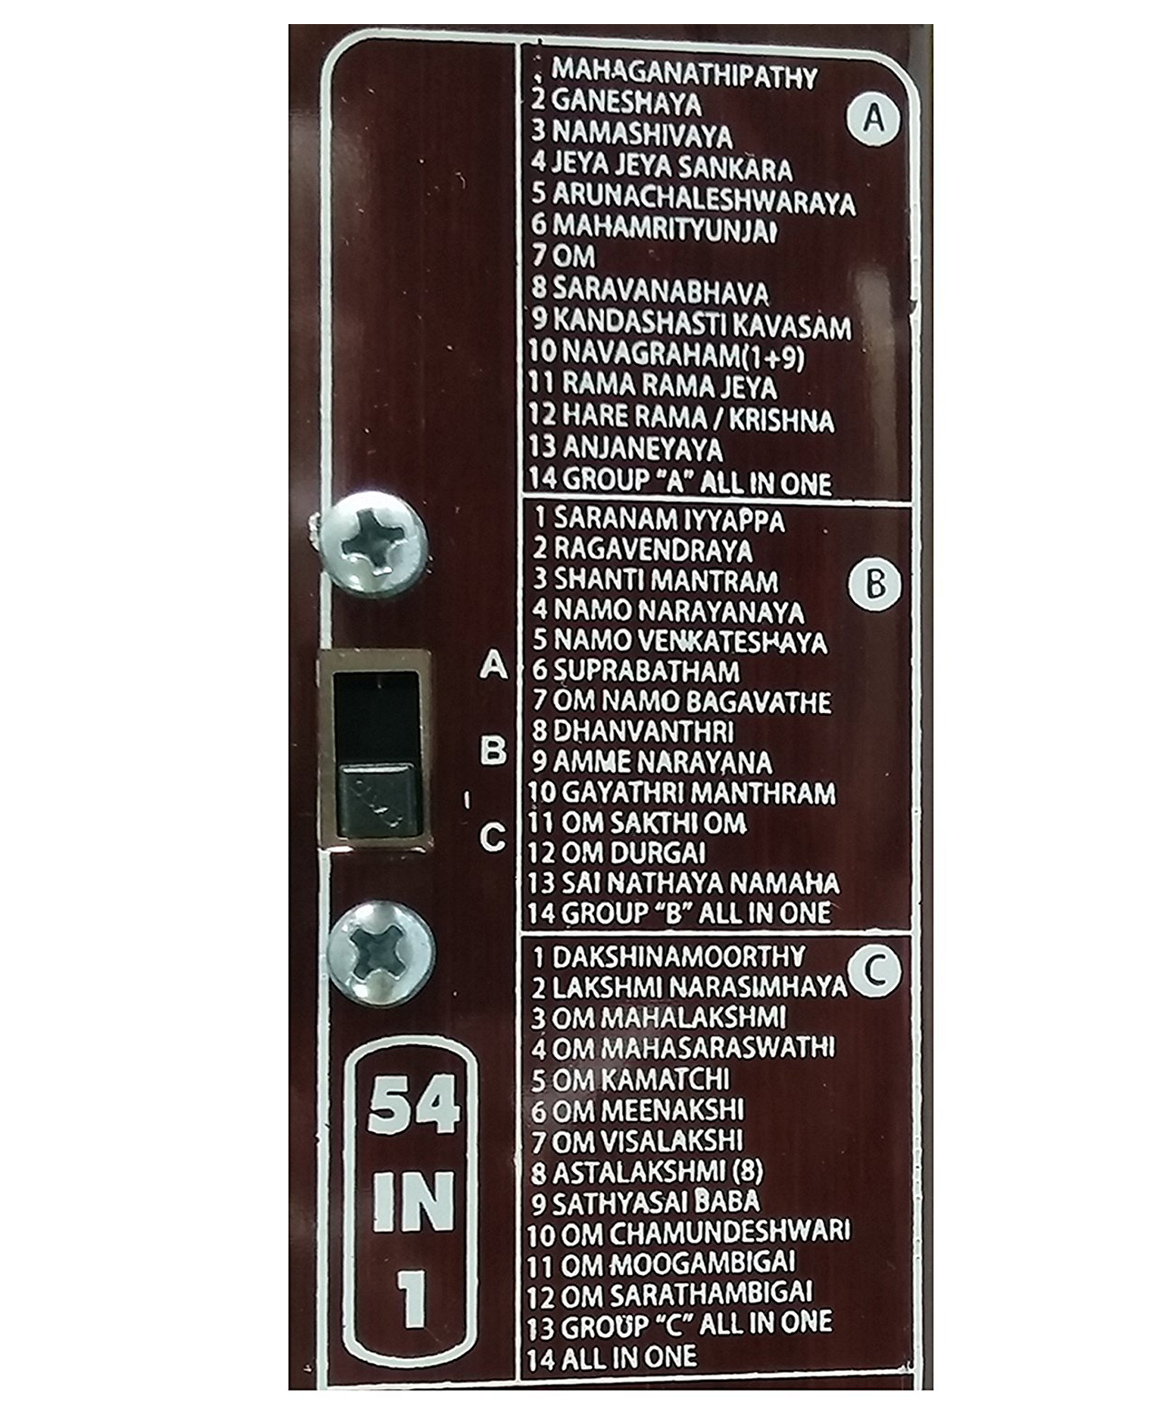 MAHAGANATHIPATHY
2 GANESHAYA
3 NAMASHIVAYA
4 JEYA JEYA SANKARA
5 ARUNACHALESHWARAYA
6 MAHAMRITYUNJAI
7 OM
8 SARAVANABHAVA
9 KANDASHASTI KAVASAM
10 NAVAGRAHAM(1+9)
11 RAMA RAMA JEYA
12 HARE RAMA / KRISHNA
13 ANJANEYAYA
14 GROUP "A" ALL IN ONE
A
1 SARANAM IYYAPPA
2 RAGAVENDRAYA
3 SHANTI MANTRAM
4 NAMO NARAYANAYA
5 NAMO VENKATESHAYA
6 SUPRABATHAM
7 OM NAMO BAGAVATHE
8 DHANVANTHRI
9 AMME NARAYANA
10 GAYATHRI MANTHRAM
11 OM SAKTHI OM
12 OM DURGAI
13 SAI NATHAYA NAMAHA
14 GROUP "B" ALL IN ONE
B
1 DAKSHINAMOORTHY
2 LAKSHMI NARASIMHAYA
3 OM MAHALAKSHMI
4 OM MAHASARASWATHI
5 OM KAMATCHI
6 OM MEENAKSHI
7 OM VISALAKSHI
8 ASTALAKSHMI (8)
9 SATHYASAI BABA
10 OM CHAMUNDESHWARI
11 OM MOOGAMBIGAI
12 OM SARATHAMBIGAI
13 GROUP "C" ALL IN ONE
14 ALL IN ONE
C
A
B
C
54
IN
1